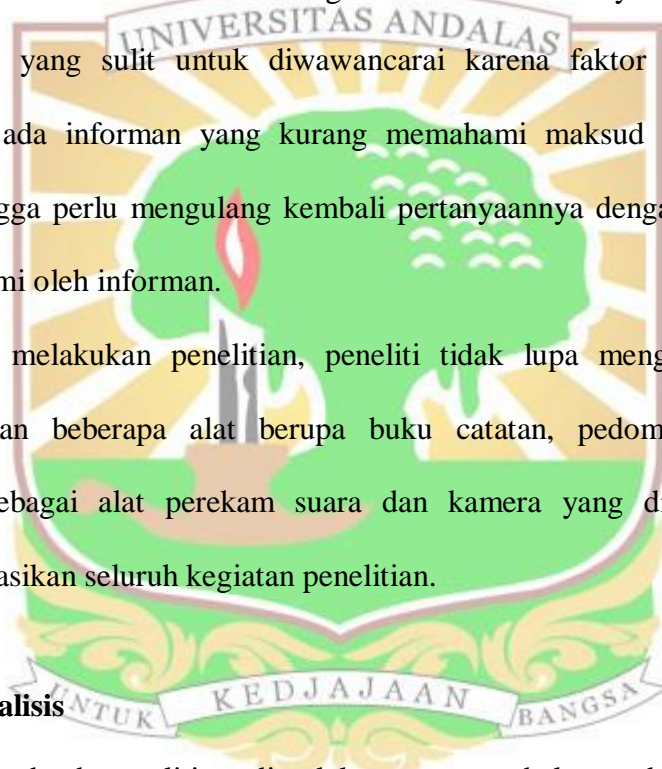 UNIVERSITAS ANDALAS
yang sulit untuk diwawancarai karena faktor
ada informan yang kurang memahami maksud
ngga perlu mengulang kembali pertanyaannya denga
mi oleh informan.
melakukan penelitian, peneliti tidak lupa meng
an beberapa alat berupa buku catatan, pedom
ebagai alat perekam suara dan kamera yang di
asikan seluruh kegiatan penelitian.
alisis
UNTUK KEDJAJAAN BANGSA